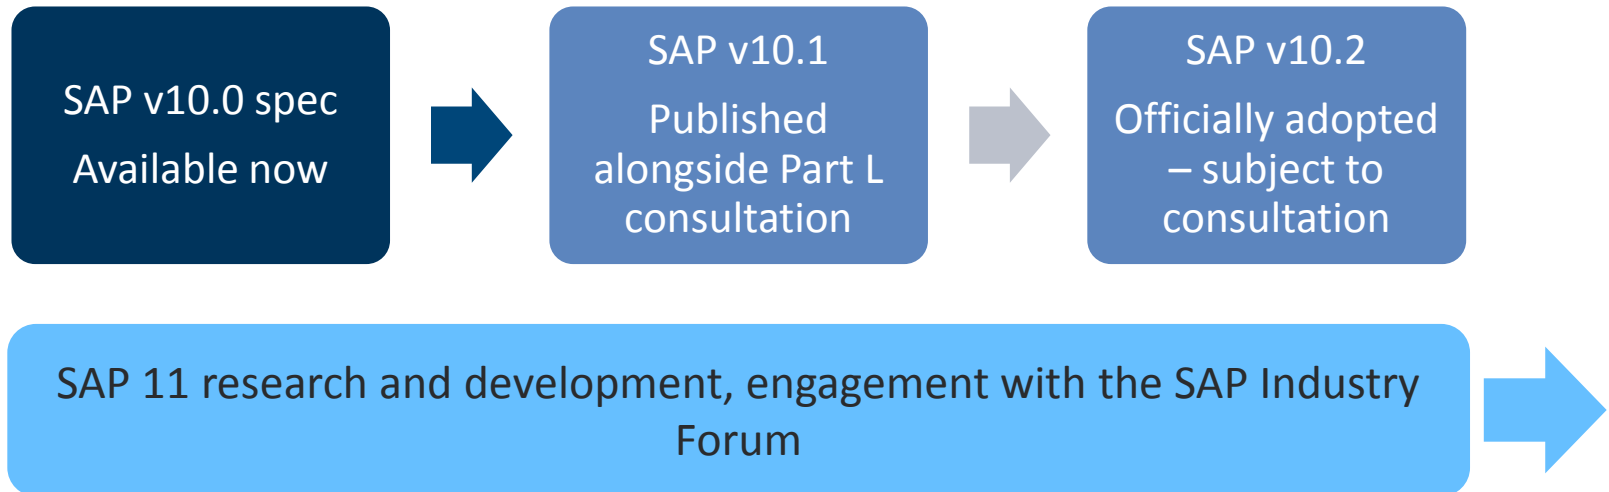 SAP v10.0 spec
Available now
SAP v10.1
Published
alongside Part L
consultation
SAP v10.2
Officially adopted
– subject to
consultation
SAP 11 research and development, engagement with the SAP Industry
Forum